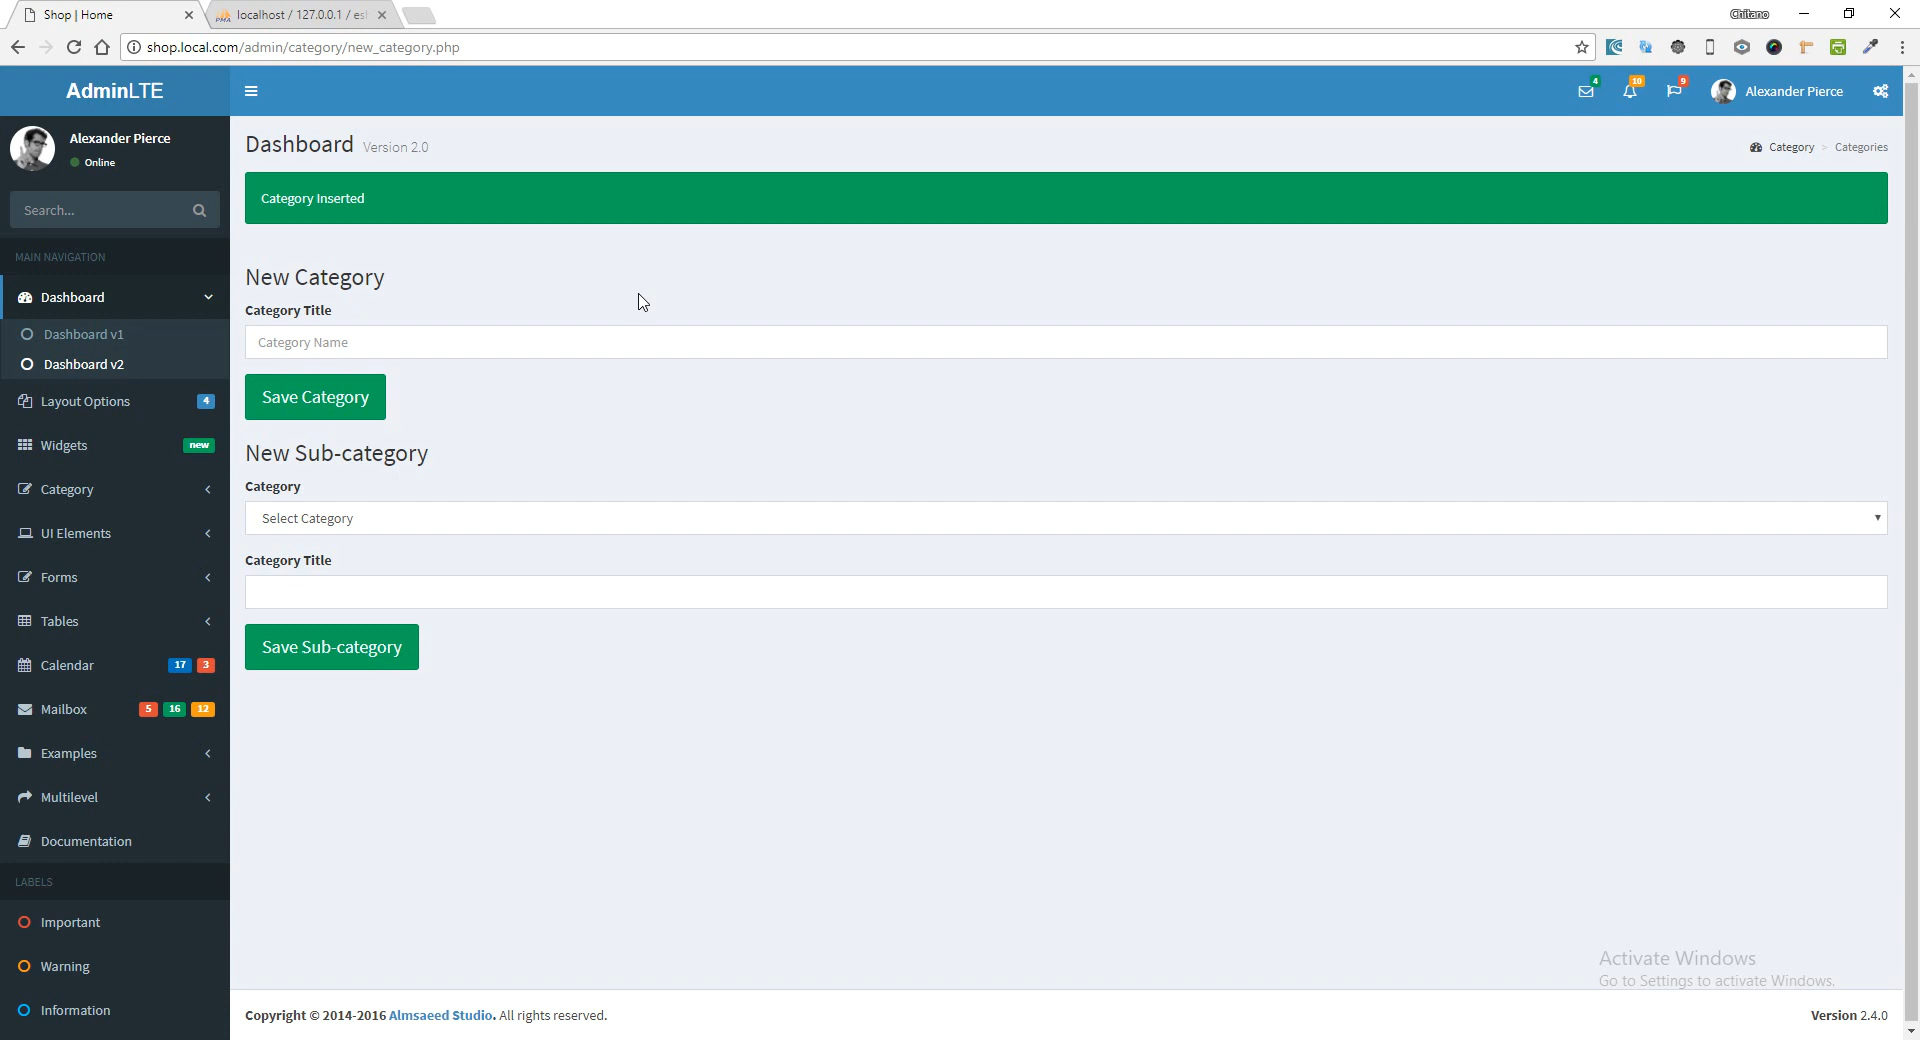 Shop | Home
localhost / 127.0.0.1 / es
Chitano
shop.local.com/admin/category/new_category.php
AdminLTE
4
10
9
Alexander Pierce
Alexander Pierce
Online
Search...
MAIN NAVIGATION
Dashboard
Dashboard v1
Dashboard v2
Layout Options
4
Widgets
new
Category
UI Elements
Forms
Tables
Calendar
17
3
Mailbox
5
16
12
Examples
Multilevel
Documentation
LABELS
Important
Warning
Information
Dashboard Version 2.0
Category > Categories
Category Inserted
New Category
Category Title
Category Name
Save Category
New Sub-category
Category
Select Category
Category Title
Save Sub-category
Activate Windows
Go to Settings to activate Windows.
Copyright © 2014-2016 Almsaeed Studio. All rights reserved.
Version 2.4.0